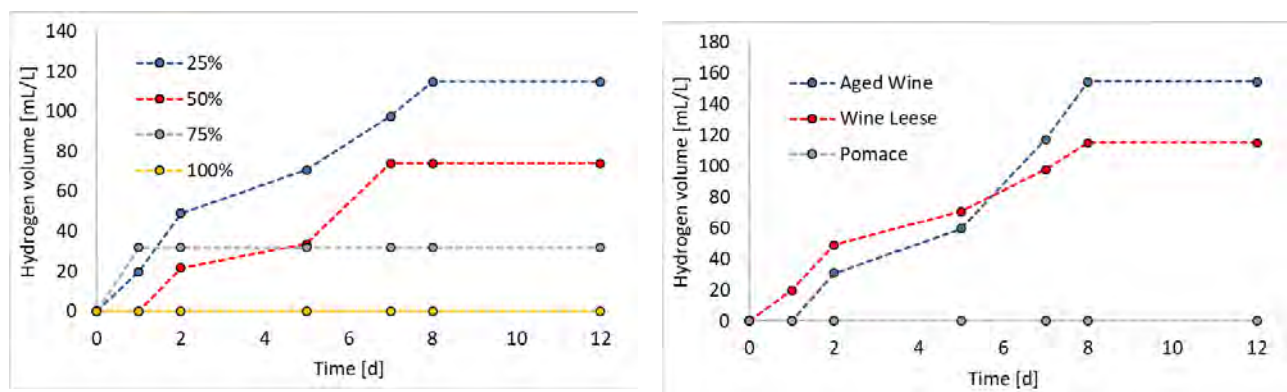 140
120
100
80
60
40
20
0
Hydrogen volume [mL/L]
25%
50%
75%
100%
0 2 4 6 8 10 12
Time [d]
180
160
140
120
100
80
60
40
20
0
Hydrogen volume [mL/L]
Aged Wine
Wine Leese
Pomace
0 2 4 6 8 10 12
Time [d]